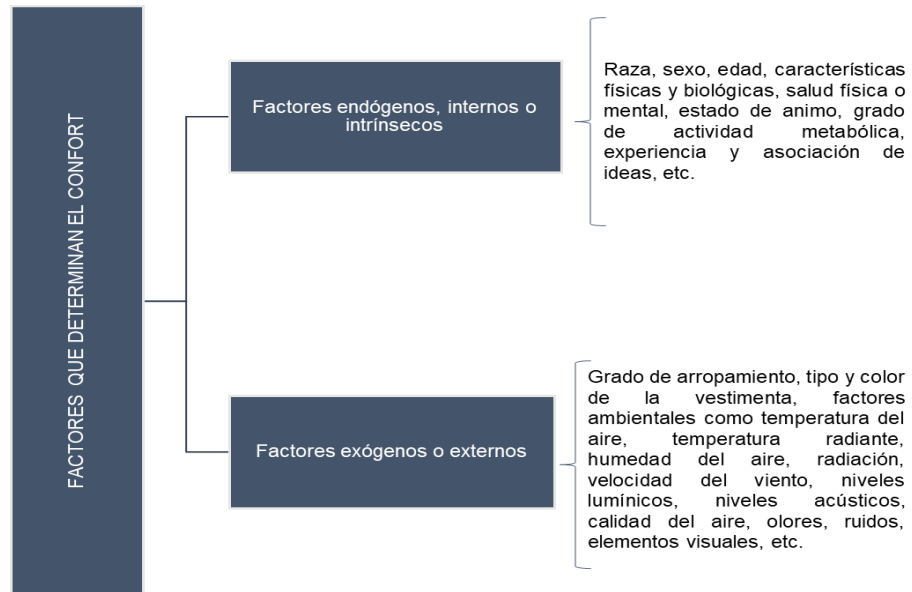 FACTORES QUE DETERMINAN EL CONFORT
Factores endógenos, internos o
intrínsecos
Raza, sexo, edad, características
físicas y biológicas, salud física o
mental, estado de animo, grado
de actividad metabólica,
experiencia y asociación de
ideas, etc.
Factores exógenos o externos
Grado de arropamiento, tipo y color
de la vestimenta, factores
ambientales como temperatura del
aire, temperatura radiante,
humedad del aire, radiación,
velocidad del viento, niveles
lumínicos, niveles acústicos,
calidad del aire, olores, ruidos,
elementos visuales, etc.